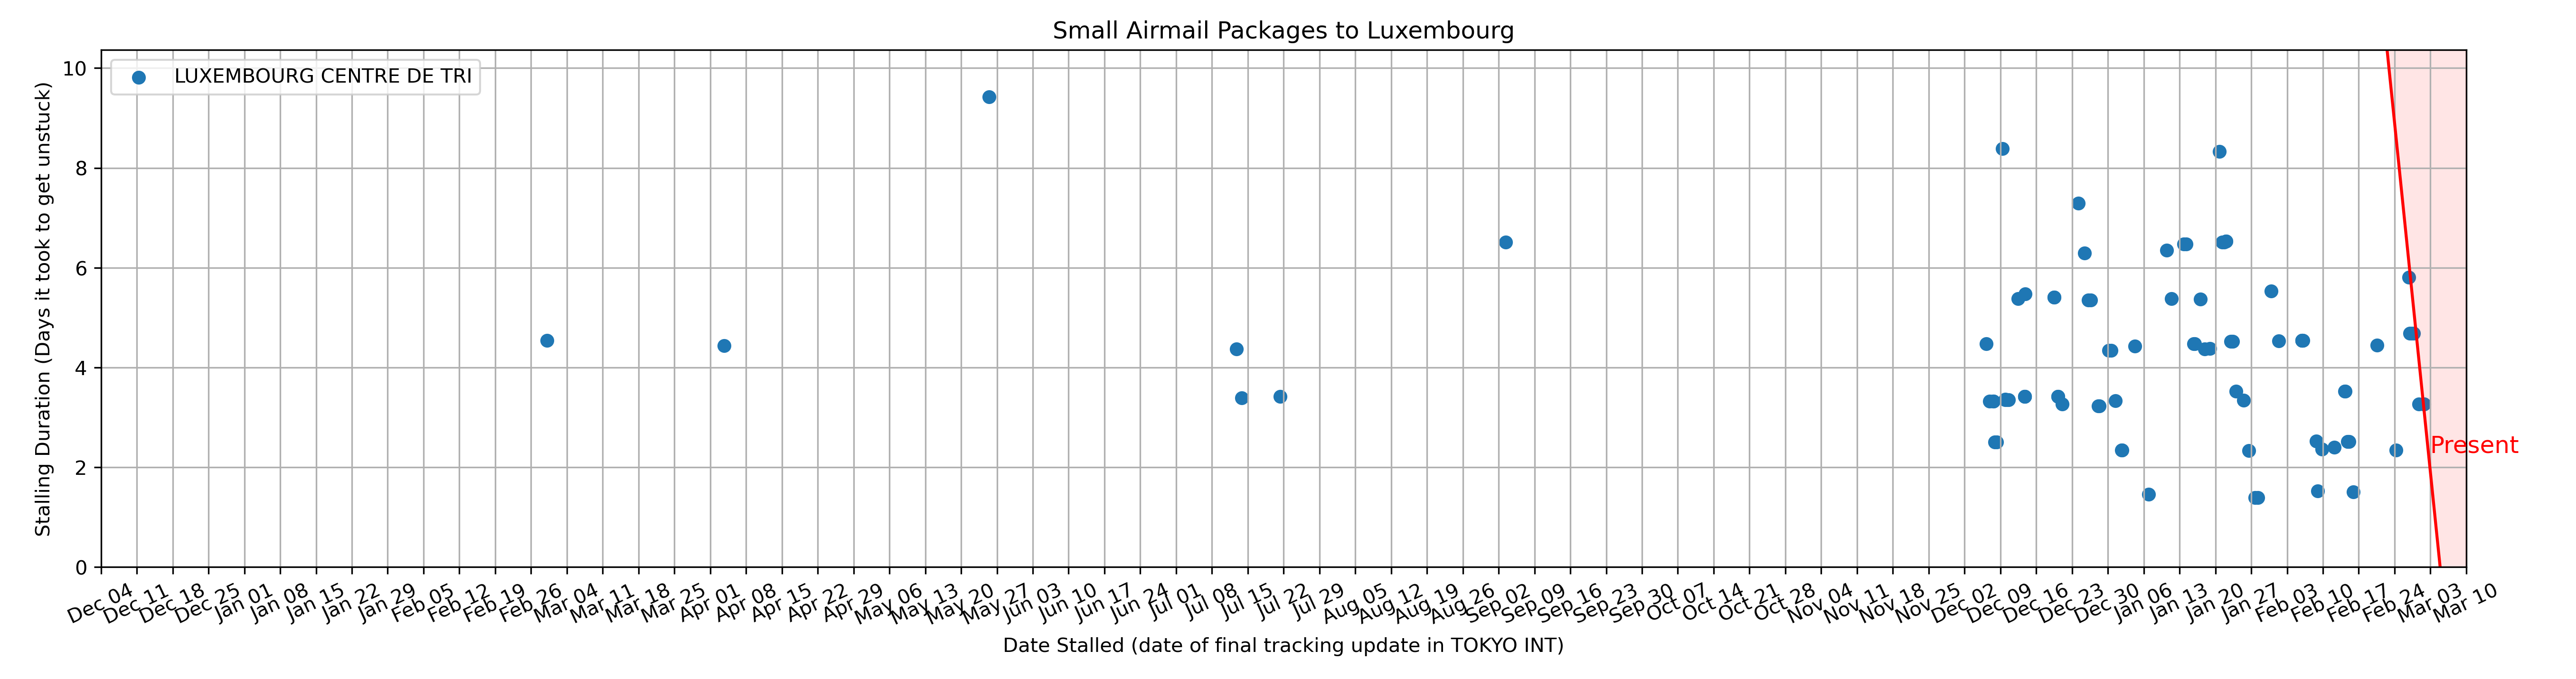 Small Airmail Packages to Luxembourg
LUXEMBOURG CENTRE DE TRI
Stalling Duration (Days it took to get unstuck)
10
8
6
4
2
0
Present
Dec 04
Dec 11
Dec 18
Dec 25
Jan 01
Jan 08
Jan 15
Jan 22
Jan 29
Feb 05
Feb 12
Feb 19
Feb 26
Mar 04
Mar 11
Mar 18
Mar 25
Apr 01
Apr 08
Apr 15
Apr 22
Apr 29
May 06
May 13
May 20
May 27
Jun 03
Jun 10
Jun 17
Jun 24
Jul 01
Jul 08
Jul 15
Jul 22
Jul 29
Aug 05
Aug 12
Aug 19
Aug 26
Sep 02
Sep 09
Sep 16
Sep 23
Sep 30
Oct 07
Oct 14
Oct 21
Oct 28
Nov 04
Nov 11
Nov 18
Nov 25
Dec 02
Dec 09
Dec 16
Dec 23
Dec 30
Jan 06
Jan 13
Jan 20
Jan 27
Feb 03
Feb 10
Feb 17
Feb 24
Mar 03
Mar 10
Date Stalled (date of final tracking update in TOKYO INT)